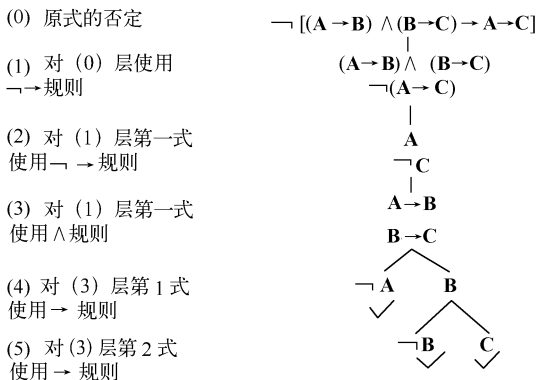 (0) 原式的否定
¬ [(A→B) ∧(B→C)→A→C]
(1) 对（0）层使用
¬→规则
(A→B)∧ (B→C)
¬(A→ C)
(2) 对（1）层第一式
使用¬ →规则
A
¬C
(3) 对（1）层第一式
使用∧规则
A→B
B→C
(4) 对（3）层第 1 式
使用→ 规则
¬ A B
(5) 对(3) 层第 2 式
使用→ 规则
¬B C